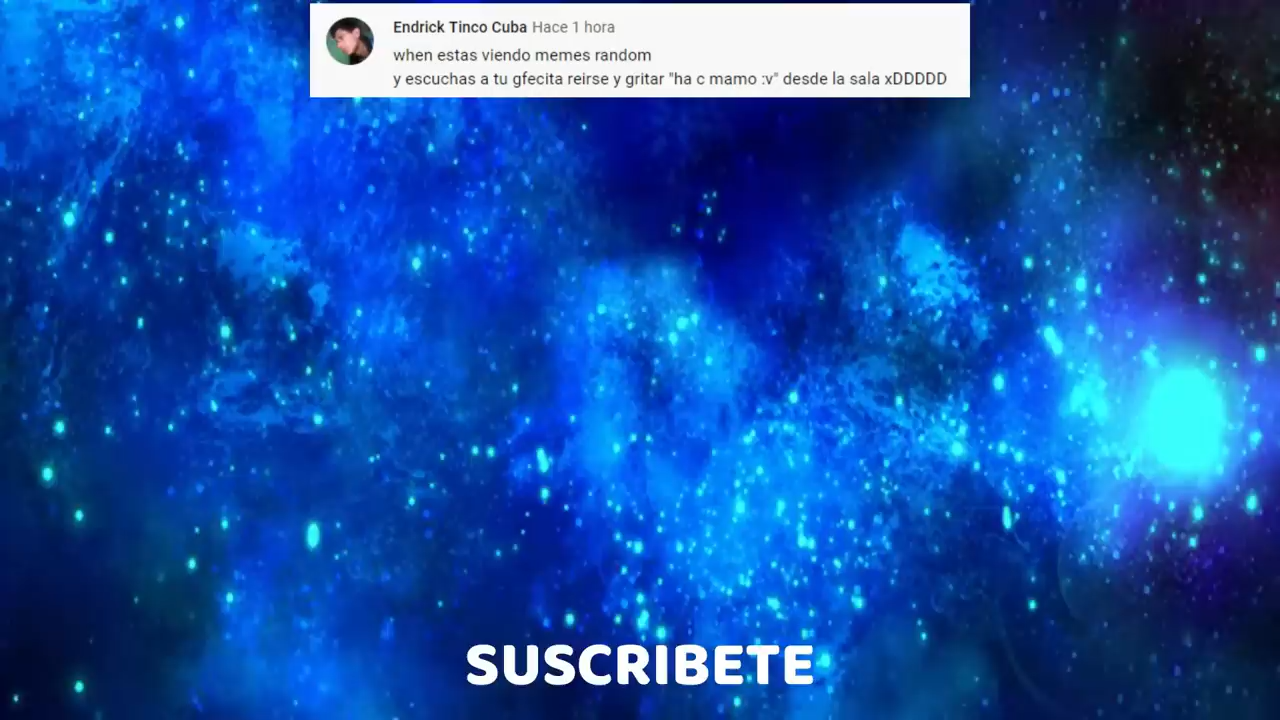 Endrick Tinco Cuba Hace 1 hora
when estas viendo memes random
y escuchas a tu gfecita reirse y gritar "ha c mamo :v" desde la sala xDDDDD
SUSCRIBETE